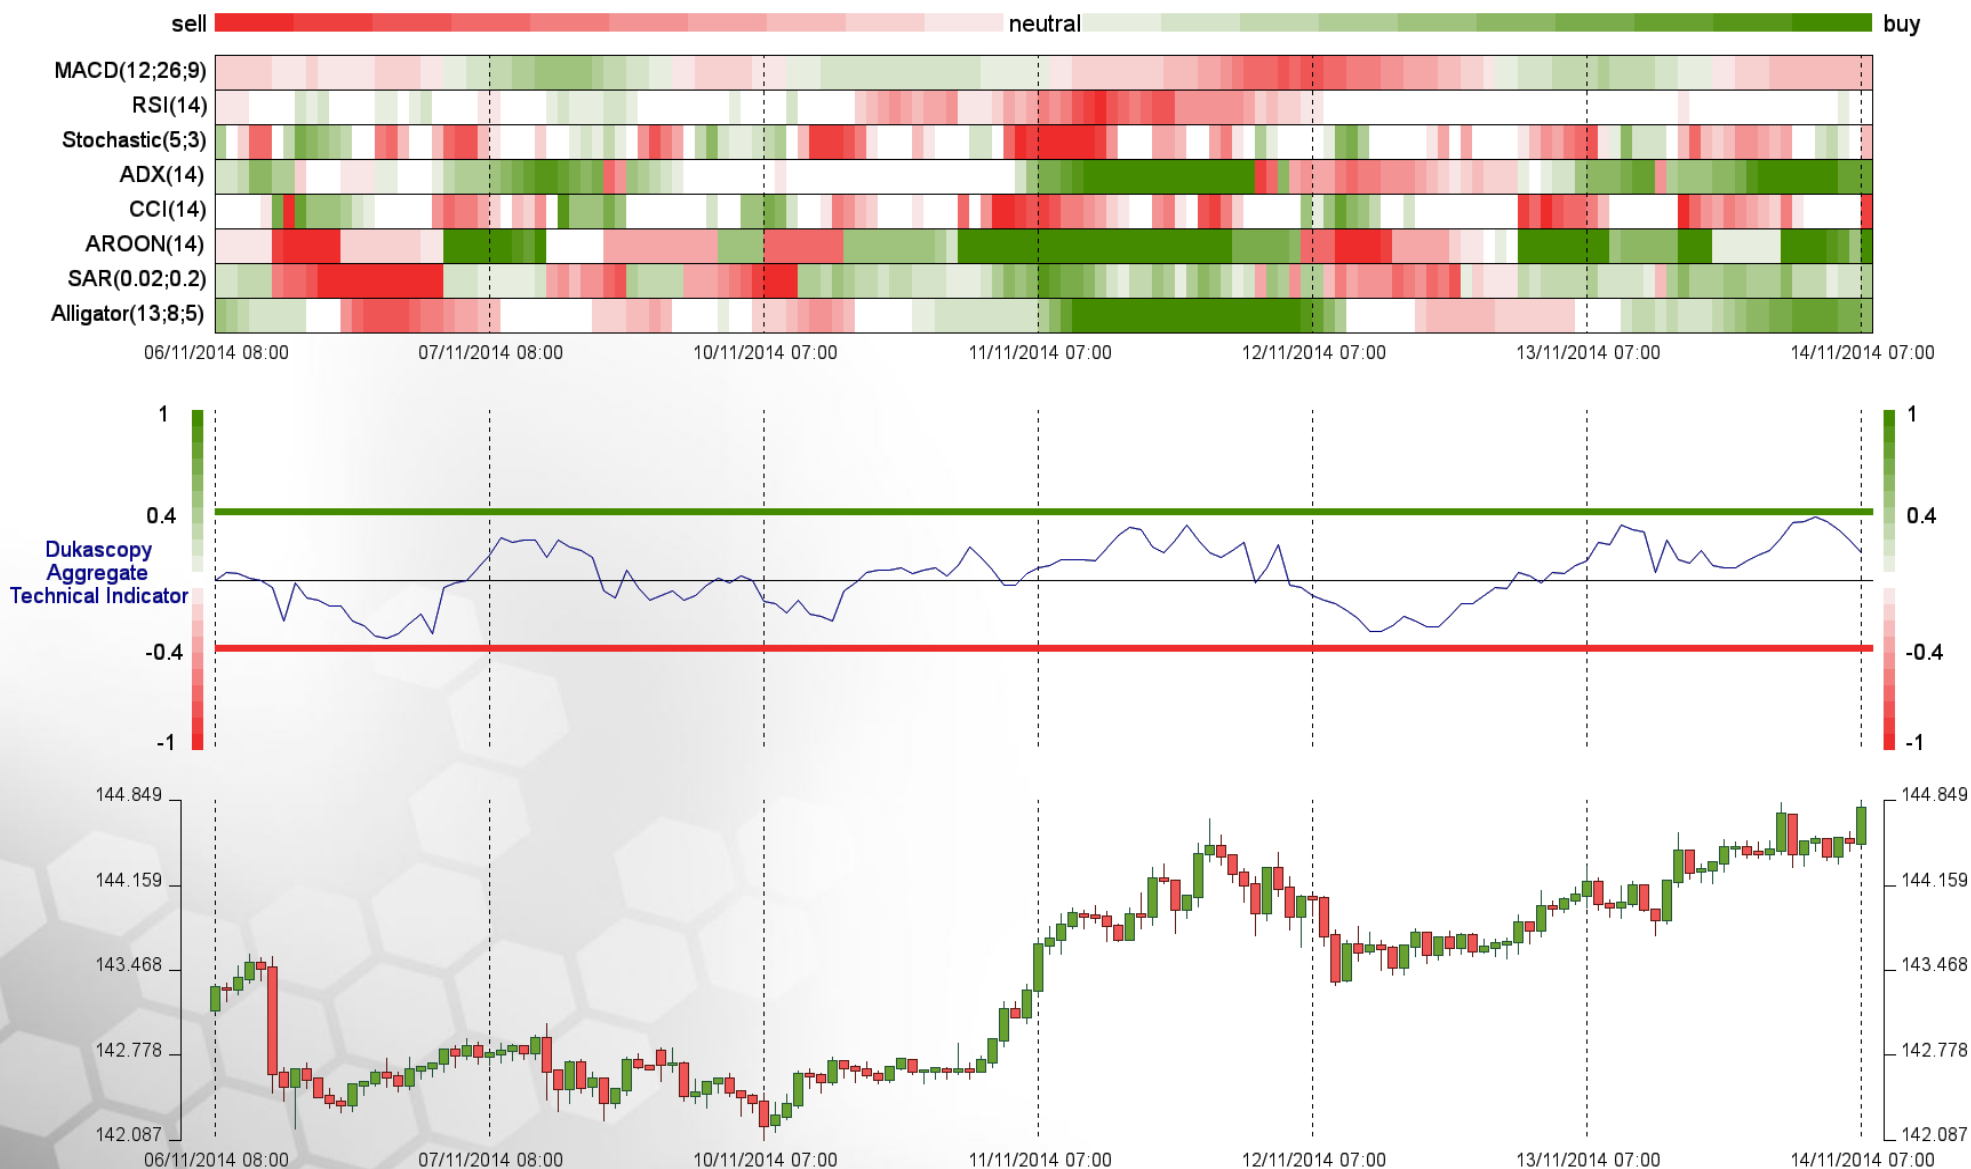 sell neutral buy
MACD(12;26;9)
RSI(14)
Stochastic(5;3)
ADX(14)
CCI(14)
AROON(14)
SAR(0.02;0.2)
Alligator(13;8;5)
06/11/2014 08:00 07/11/2014 08:00 10/11/2014 07:00 11/11/2014 07:00 12/11/2014 07:00 13/11/2014 07:00 14/11/2014 07:00
1 1
0.4 0.4
Dukascopy
Aggregate
Technical Indicator
-0.4 -0.4
-1 -1
144.849 144.849
144.159 144.159
143.468 143.468
142.778 142.778
142.087 142.087
06/11/2014 08:00 07/11/2014 08:00 10/11/2014 07:00 11/11/2014 07:00 12/11/2014 07:00 13/11/2014 07:00 14/11/2014 07:00